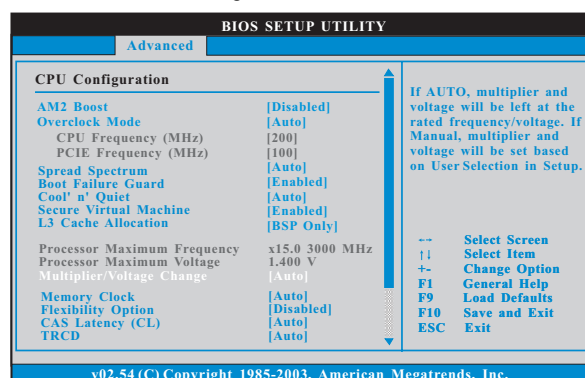 BIOS SETUP UTILITY
Advanced
CPU Configuration
AM2 Boost [Disabled]
Overclock Mode [Auto]
CPU Frequency (MHz) [200]
PCIE Frequency (MHz) [100]
Spread Spectrum [Auto]
Boot Failure Guard [Enabled]
Cool' n' Quiet [Auto]
Secure Virtual Machine [Enabled]
L3 Cache Allocation [BSP Only]
Processor Maximum Frequency x15.0 3000 MHz
Processor Maximum Voltage 1.400 V
Multiplier/Voltage Change [Auto]
Memory Clock [Auto]
Flexibility Option [Disabled]
CAS Latency (CL) [Auto]
TRCD [Auto]
If AUTO, multiplier and
voltage will be left at the
rated frequency/voltage. If
Manual, multiplier and
voltage will be set based
on User Selection in Setup.
←→ Select Screen
↑↓ Select Item
+- Change Option
F1 General Help
F9 Load Defaults
F10 Save and Exit
ESC Exit
v02.54 (C) Copyright 1985-2003, American Megatrends, Inc.